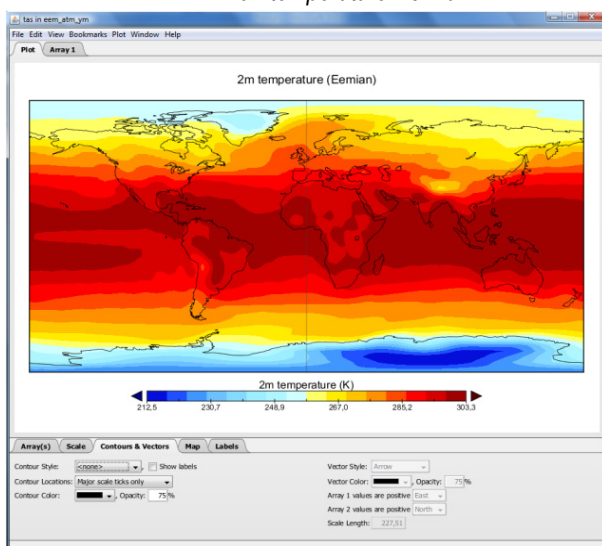 tas in eem_atm_ym
File Edit View Bookmarks Plot Window Help
Plot Array 1
2m temperature (Eemian)
2m temperature (K)
212,5 230,7 248,9 267,0 285,2 303,3
Array(s) Scale Contours & Vectors Map Labels
Contour Style: <none> , Show labels
Contour Locations: Major scale ticks only
Contour Color: , Opacity: 75 %
Vector Style: Arrow
Vector Color: , Opacity: 75 %
Array 1 values are positive East
Array 2 values are positive North
Scale Length: 227,51